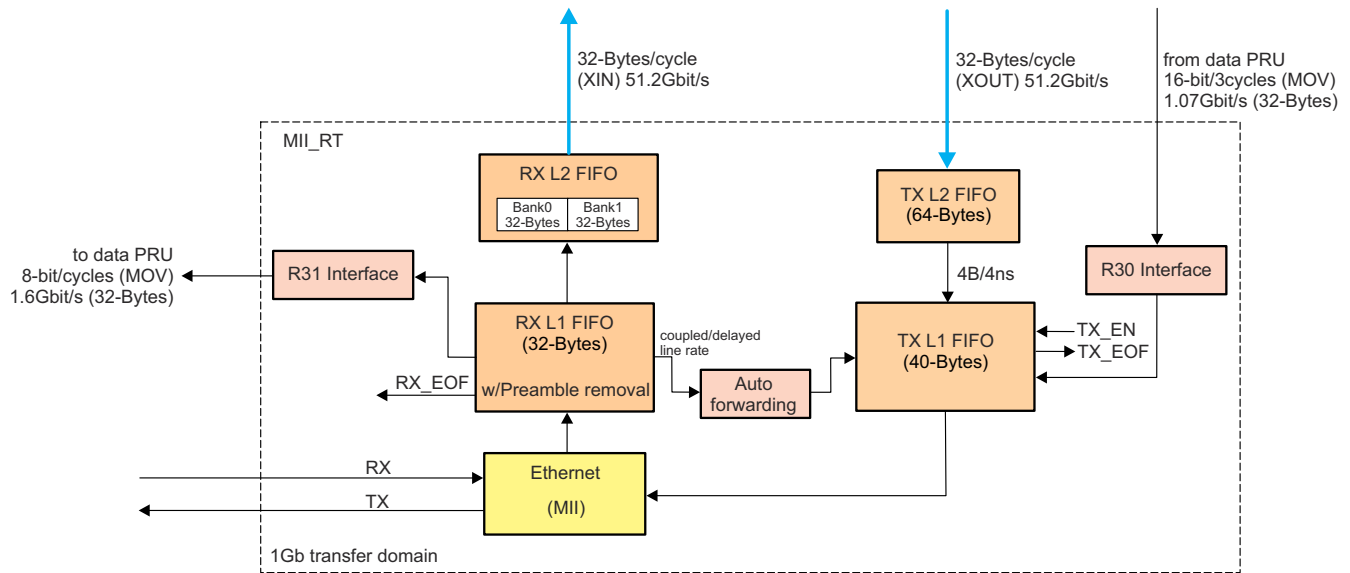 32-Bytes/cycle
(XIN) 51.2Gbit/s
32-Bytes/cycle
(XOUT) 51.2Gbit/s
from data PRU
16-bit/3cycles (MOV)
1.07Gbit/s (32-Bytes)
MII_RT
RX L2 FIFO
Bank0
32-Bytes
Bank1
32-Bytes
TX L2 FIFO
(64-Bytes)
to data PRU
8-bit/cycles (MOV)
1.6Gbit/s (32-Bytes)
R31 Interface
4B/4ns
R30 Interface
RX L1 FIFO
(32-Bytes)
w/Preamble removal
coupled/delayed
line rate
TX L1 FIFO
(40-Bytes)
TX_EN
TX_EOF
RX_EOF
Auto
forwarding
RX
TX
Ethernet
(MII)
1Gb transfer domain